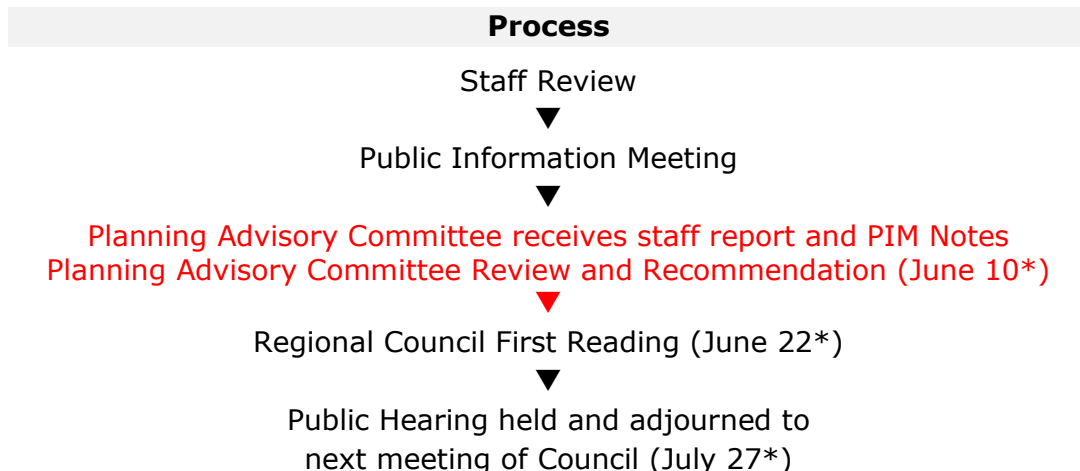 Process
Staff Review
Public Information Meeting
Planning Advisory Committee receives staff report and PIM Notes
Planning Advisory Committee Review and Recommendation (June 10*)
Regional Council First Reading (June 22*)
Public Hearing held and adjourned to
next meeting of Council (July 27*)